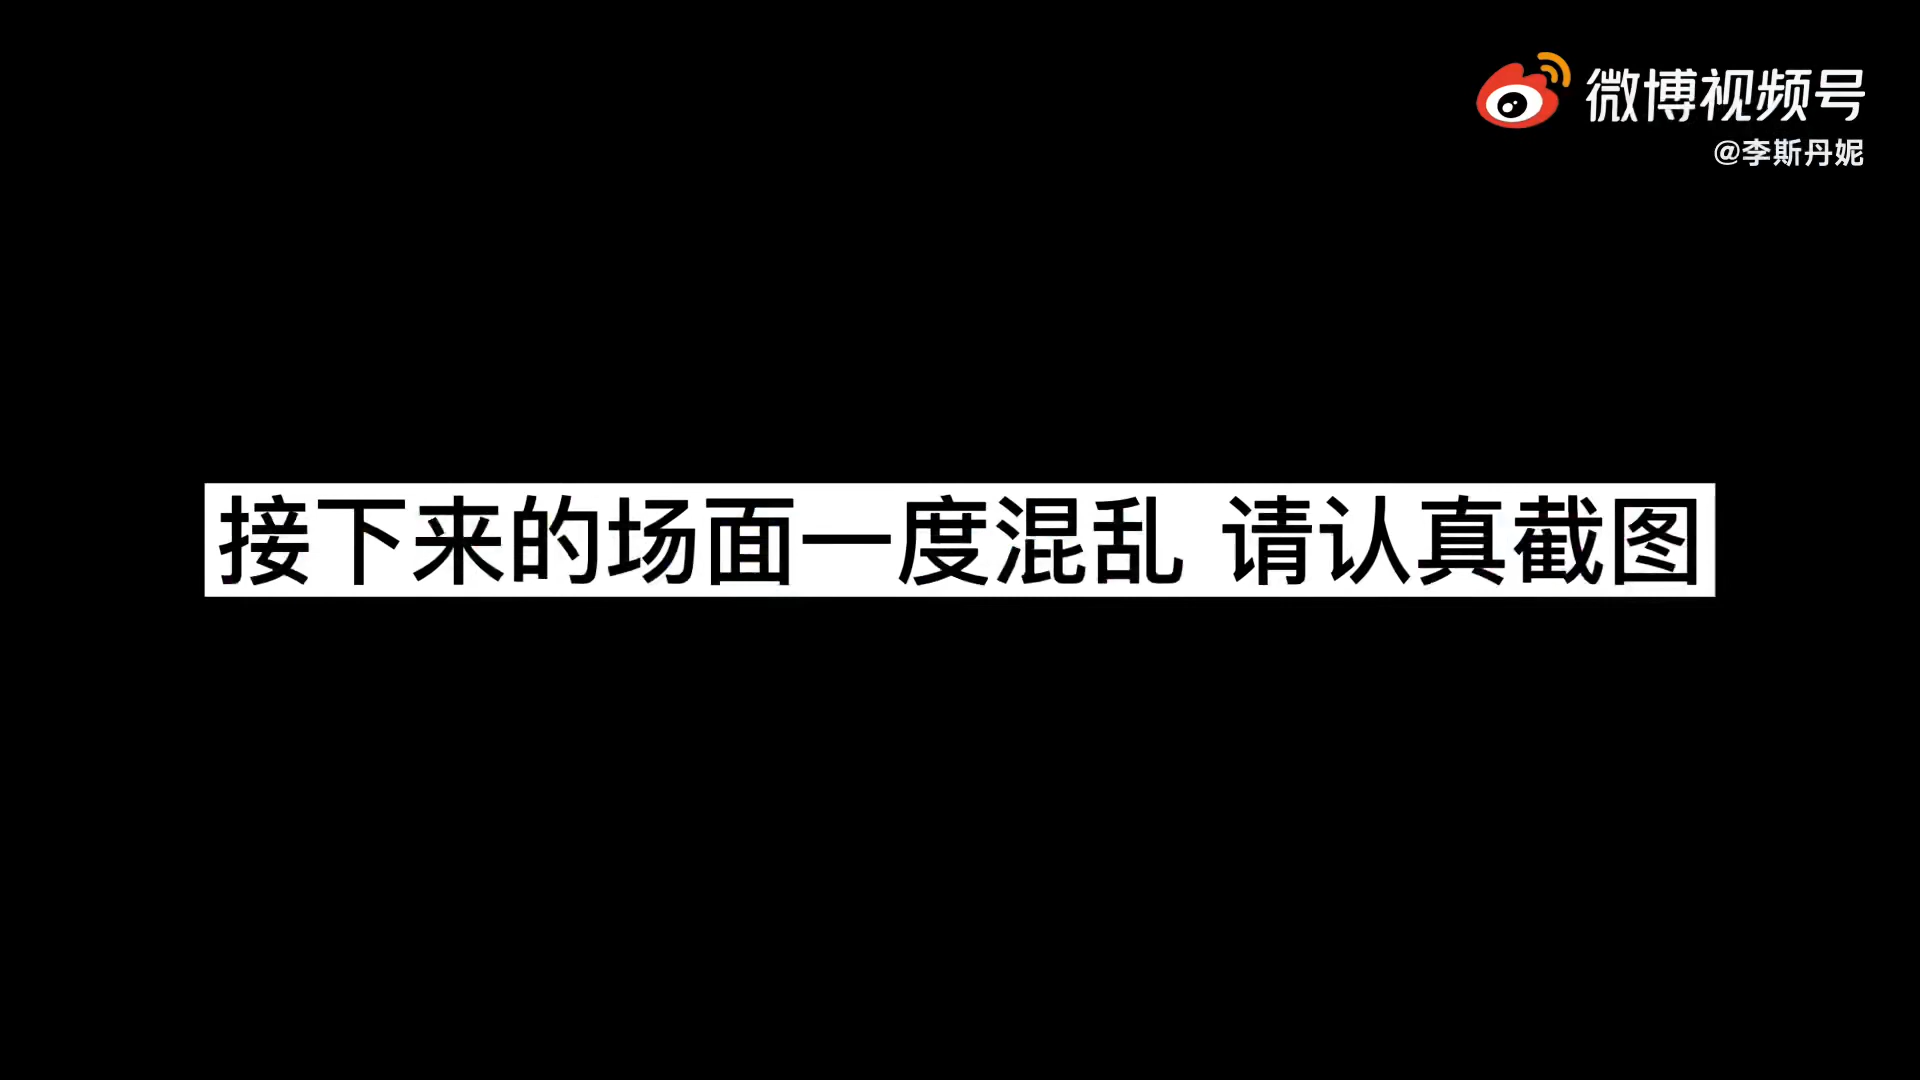 微博视频号
@李斯丹妮
接下来的场面一度混乱 请认真截图